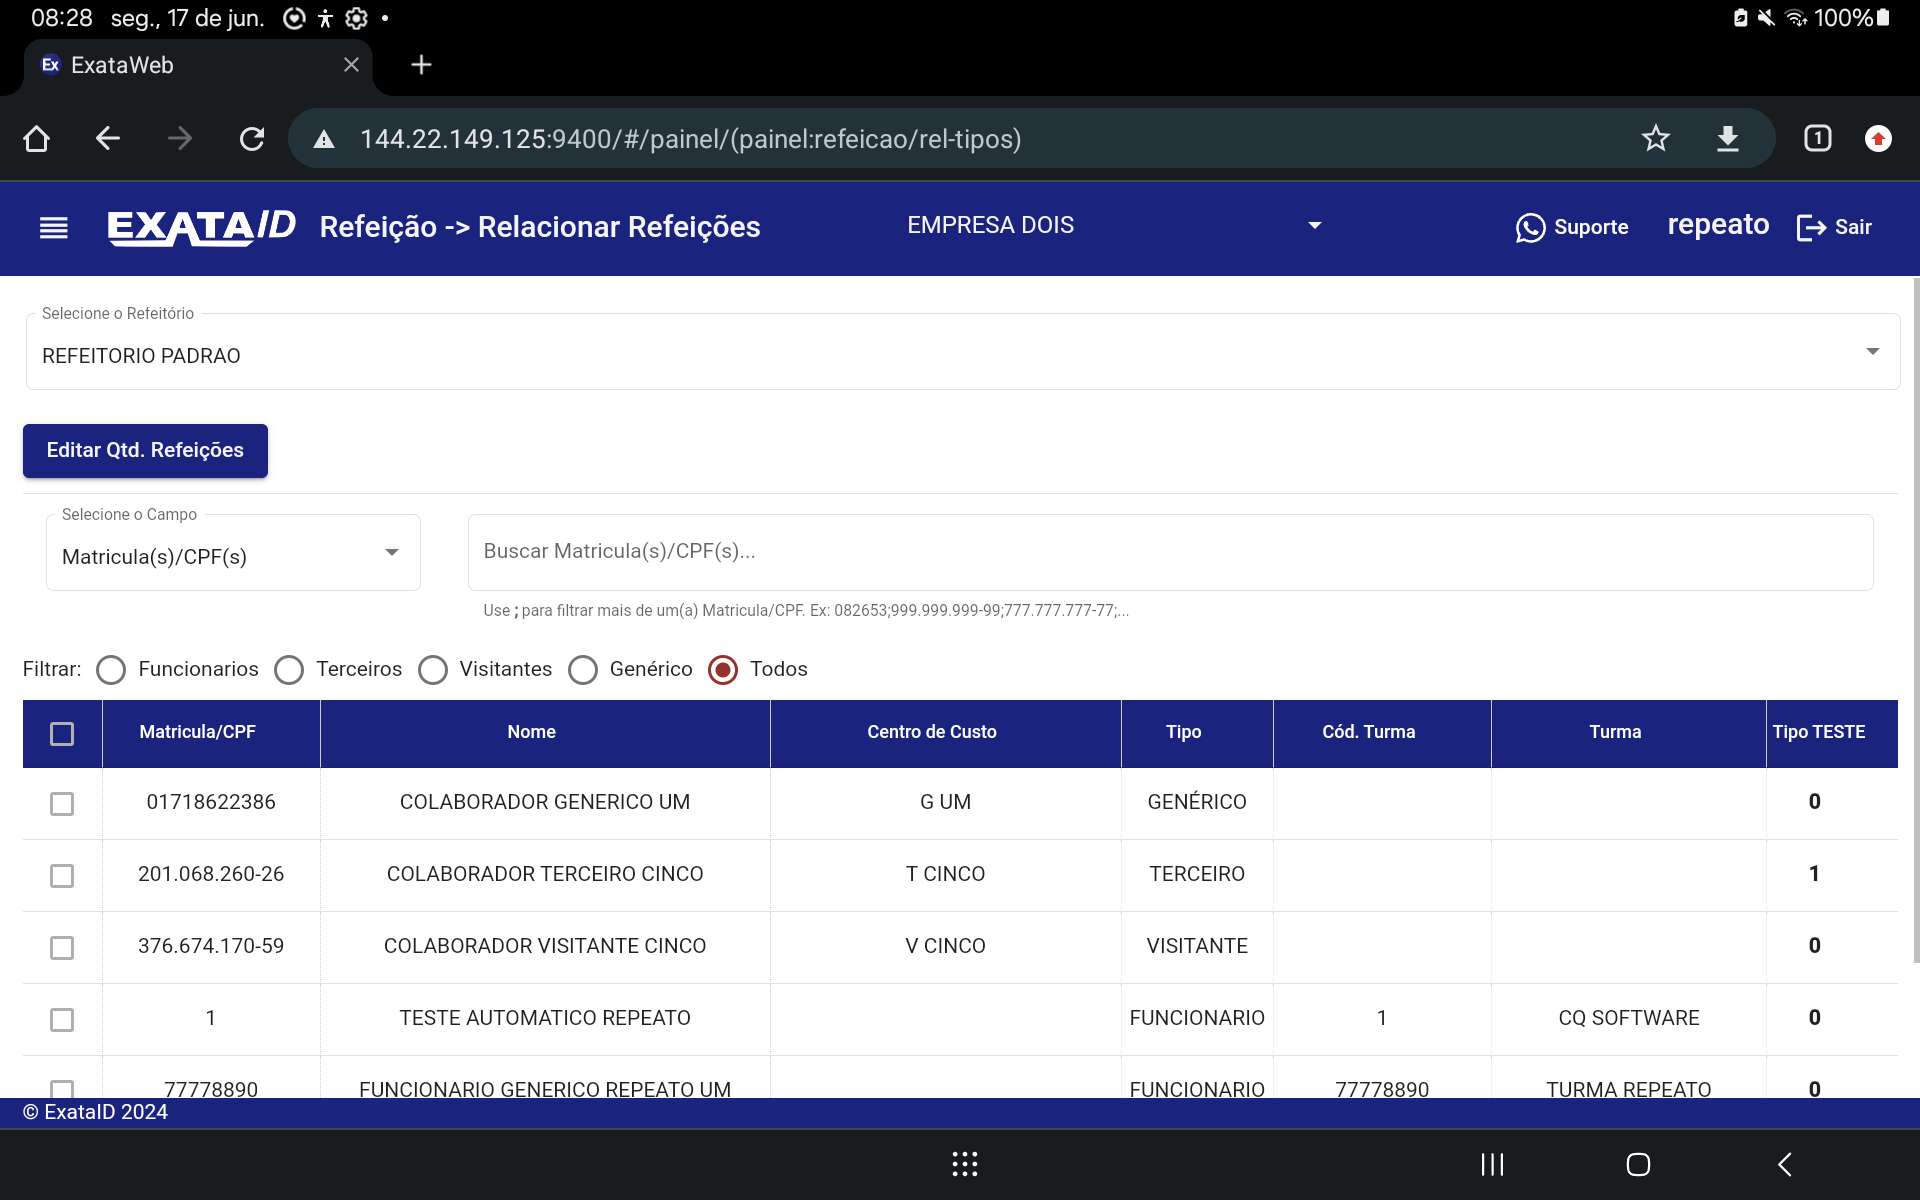 08:28 seg., 17 de jun. 100%
Ex ExataWeb
144.22.149.125:9400/#/painel/(painel:refeicao/rel-tipos) 1
EXATAID Refeição -> Relacionar Refeições EMPRESA DOIS Suporte repeato Sair
Selecione o Refeitório
REFEITORIO PADRAO
Editar Qtd. Refeições
Selecione o Campo
Matricula(s)/CPF(s) Buscar Matricula(s)/CPF(s)...
Use ; para filtrar mais de um(a) Matricula/CPF. Ex: 082653;999.999.999-99;777.777.777-77;...
Filtrar: Funcionarios Terceiros Visitantes Genérico Todos
Matricula/CPF Nome Centro de Custo Tipo Cód. Turma Turma Tipo TESTE
01718622386 COLABORADOR GENERICO UM G UM GENÉRICO 0
201.068.260-26 COLABORADOR TERCEIRO CINCO T CINCO TERCEIRO 1
376.674.170-59 COLABORADOR VISITANTE CINCO V CINCO VISITANTE 0
1 TESTE AUTOMATICO REPEATO FUNCIONARIO 1 CQ SOFTWARE 0
77778890 FUNCIONARIO GENERICO REPEATO UM FUNCIONARIO 77778890 TURMA REPEATO 0
© ExataID 2024